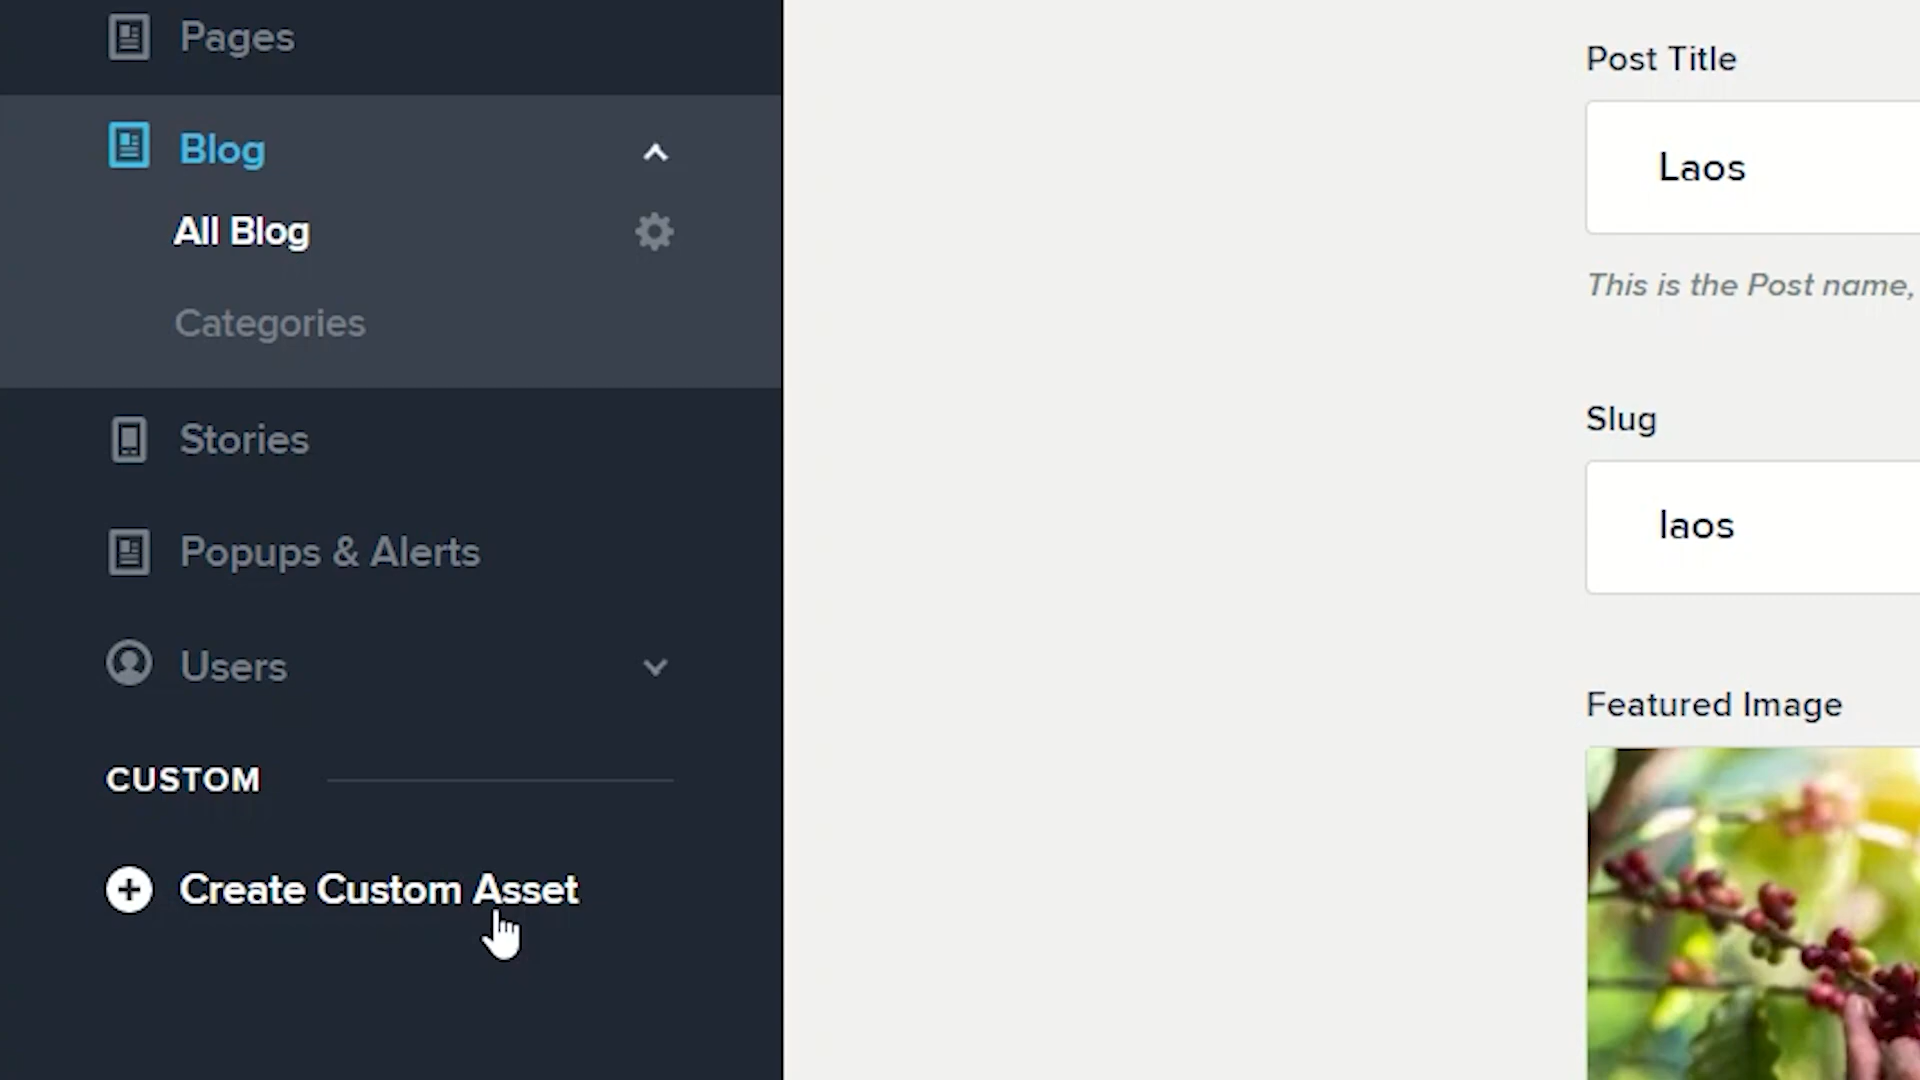 Pages
Blog
All Blog
Categories
Stories
Popups & Alerts
Users
CUSTOM
Create Custom Asset
Post Title
Laos
This is the Post name,
Slug
laos
Featured Image